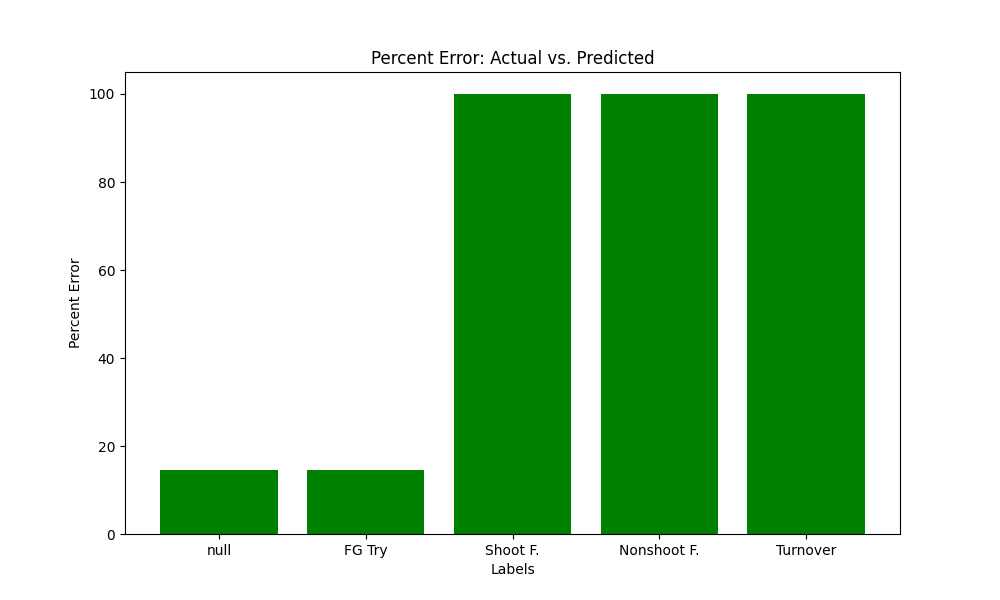 Percent Error: Actual vs. Predicted
100
80
60
40
20
0
Percent Error
null FG Try Shoot F. Nonshoot F. Turnover
Labels